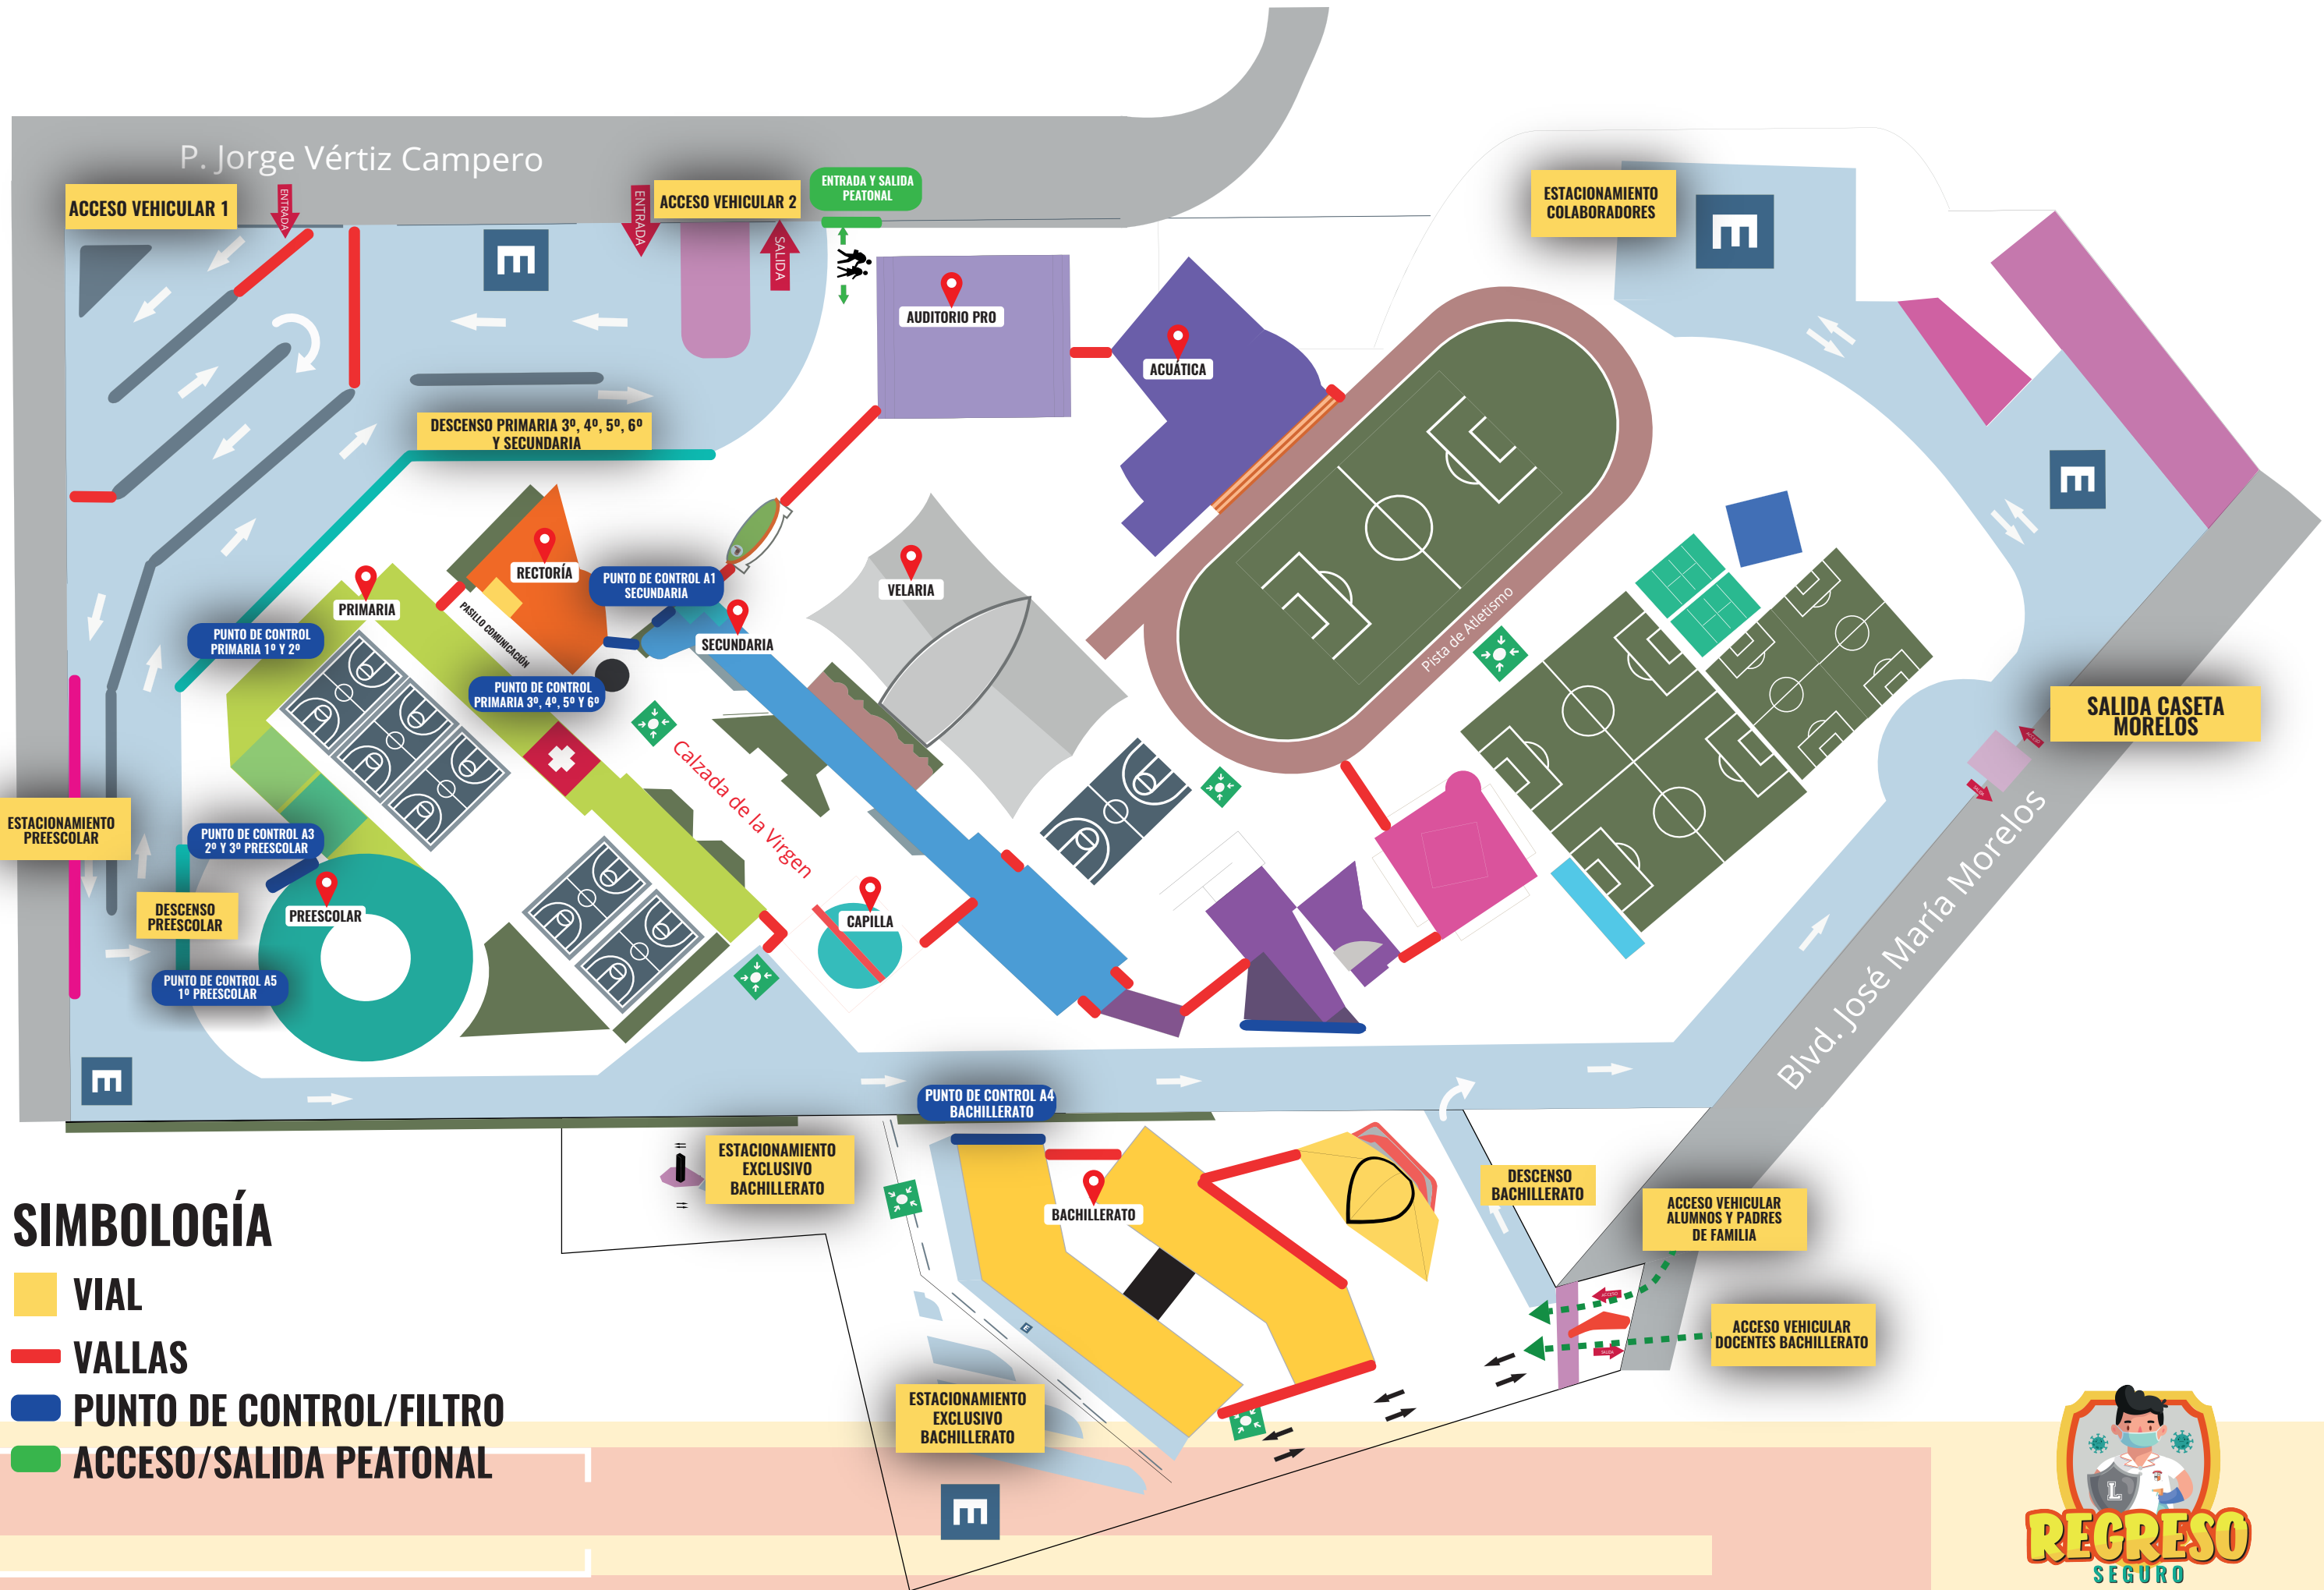 P. Jorge Vértiz Campero
ACCESO VEHICULAR 1
ENTRADA
ENTRADA
ACCESO VEHICULAR 2
SALIDA
ENTRADA Y SALIDA
PEATONAL
ESTACIONAMIENTO
COLABORADORES
E
E
AUDITORIO PRO
ACUÁTICA
DESCENSO PRIMARIA 3º, 4º, 5º, 6º
Y SECUNDARIA
E
RECTORÍA
PUNTO DE CONTROL A1
SECUNDARIA
VELARIA
PRIMARIA
PASILLO COMUNICACIÓN
SECUNDARIA
PUNTO DE CONTROL
PRIMARIA 1º Y 2º
PUNTO DE CONTROL
PRIMARIA 3º, 4º, 5º Y 6º
Pista de Atletismo
Calzada de la Virgen
SALIDA CASETA
MORELOS
ACCESO
SALIDA
ESTACIONAMIENTO
PREESCOLAR
PUNTO DE CONTROL A3
2º Y 3º PREESCOLAR
DESCENSO
PREESCOLAR
PREESCOLAR
CAPILLA
PUNTO DE CONTROL A5
1º PREESCOLAR
Blvd. José María Morelos
E
PUNTO DE CONTROL A4
BACHILLERATO
ESTACIONAMIENTO
EXCLUSIVO
BACHILLERATO
BACHILLERATO
DESCENSO
BACHILLERATO
ACCESO VEHICULAR
ALUMNOS Y PADRES
DE FAMILIA
ACCESO
SALIDA
ACCESO VEHICULAR
DOCENTES BACHILLERATO
E
ESTACIONAMIENTO
EXCLUSIVO
BACHILLERATO
E
SIMBOLOGÍA
VIAL
VALLAS
PUNTO DE CONTROL/FILTRO
ACCESO/SALIDA PEATONAL
L
REGRESO
SEGURO